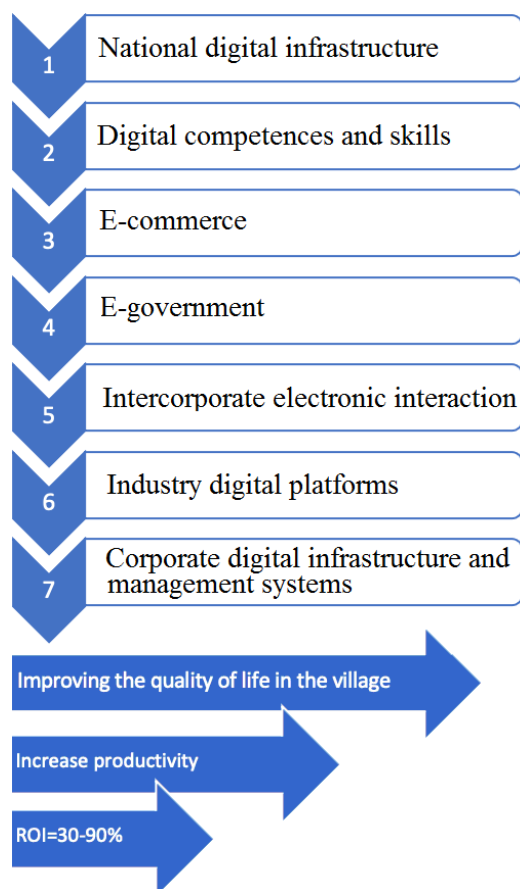 1
National digital infrastructure
2
Digital competences and skills
3
E-commerce
4
E-government
5
Intercorporate electronic interaction
6
Industry digital platforms
7
Corporate digital infrastructure and
management systems
Improving the quality of life in the village
Increase productivity
ROI=30-90%